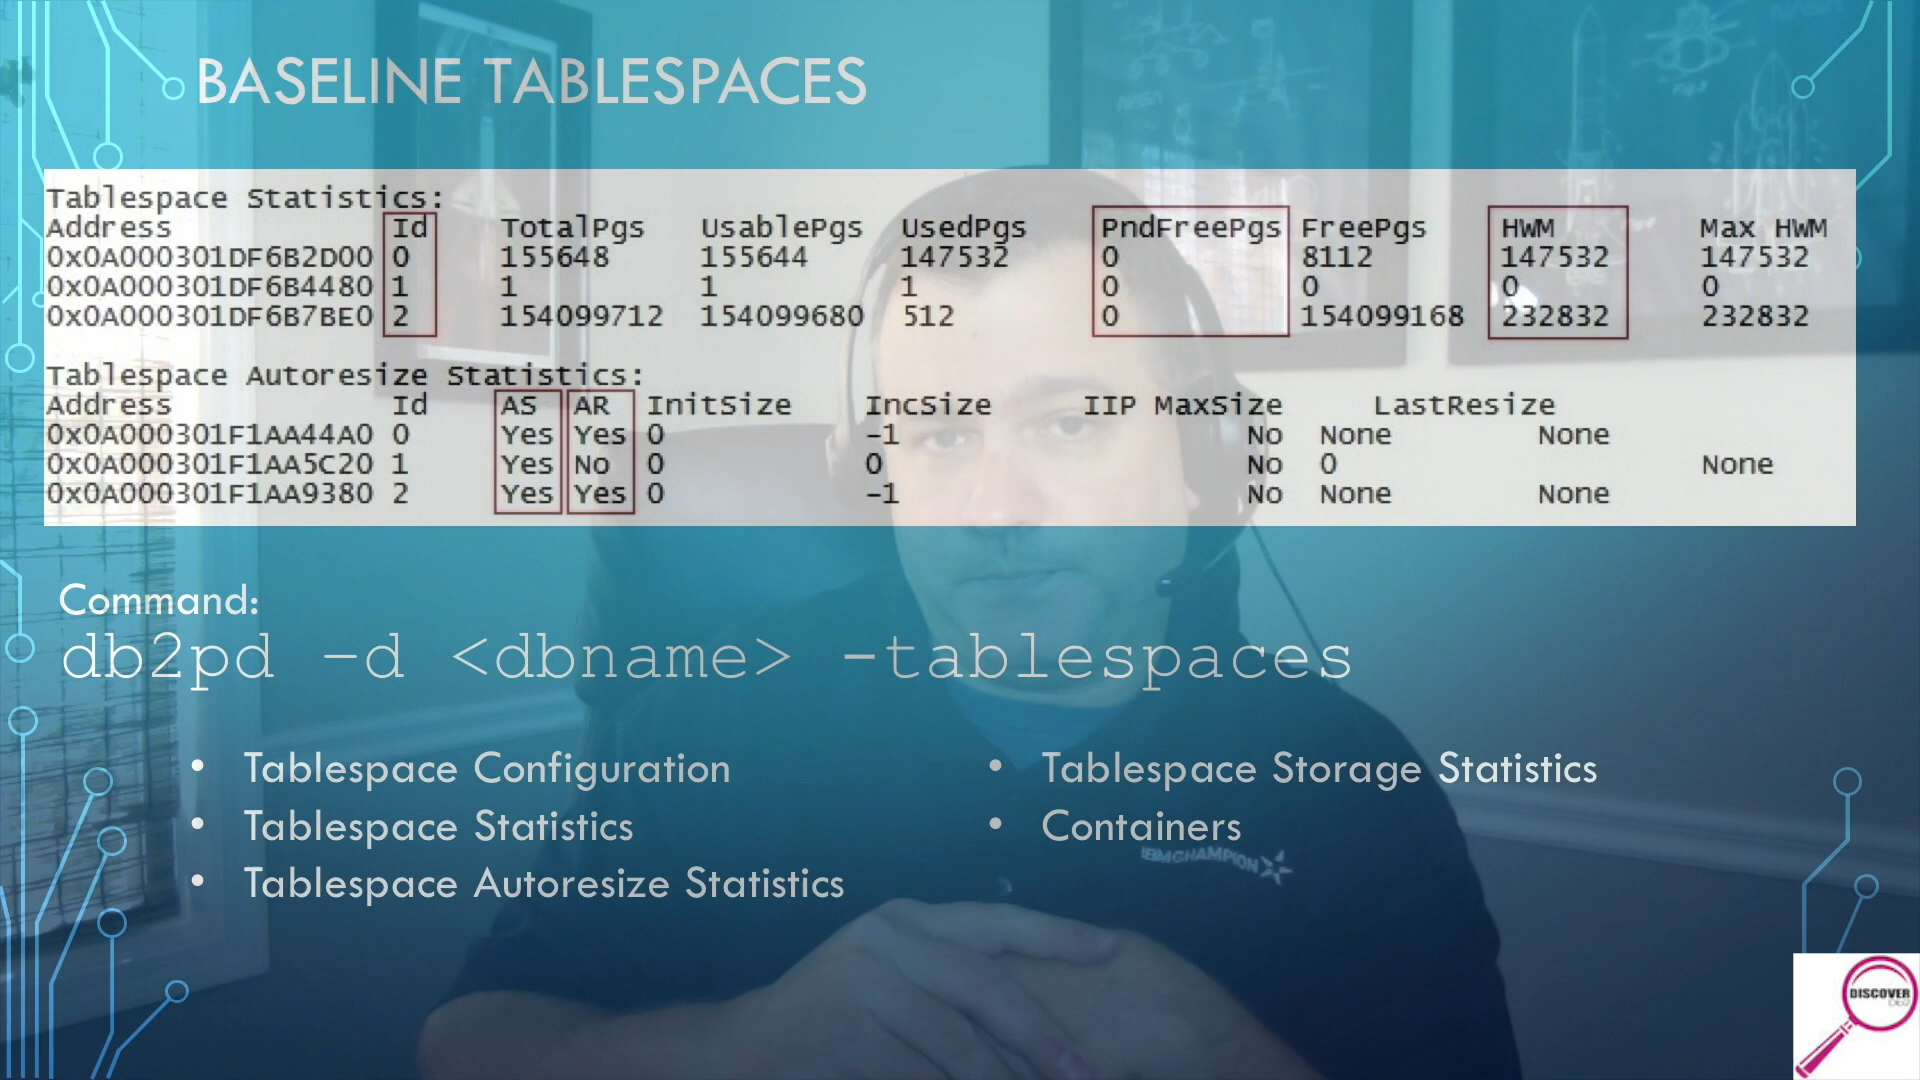 BASELINE TABLESPACES
Tablespace Statistics:
Address Id TotalPgs UsablePgs UsedPgs PndFreePgs FreePgs HWM Max HWM
0x0A000301DF6B2D00 0 155648 155644 147532 0 8112 147532 147532
0x0A000301DF6B4480 1 1 1 1 0 0 0 0
0x0A000301DF6B7BE0 2 154099712 154099680 512 0 154099168 232832 232832
Tablespace Autoresize Statistics:
Address Id AS AR InitSize IncSize IIP MaxSize LastResize
0x0A000301F1AA44A0 0 Yes Yes 0 -1 No None None
0x0A000301F1AA5C20 1 Yes No 0 0 No 0 None
0x0A000301F1AA9380 2 Yes Yes 0 -1 No None None
Command:
db2pd -d <dbname> -tablespaces
• Tablespace Configuration
• Tablespace Statistics
• Tablespace Autoresize Statistics
• Tablespace Storage Statistics
• Containers
IBM CHAMPION
DISCOVER
Db2
NASA